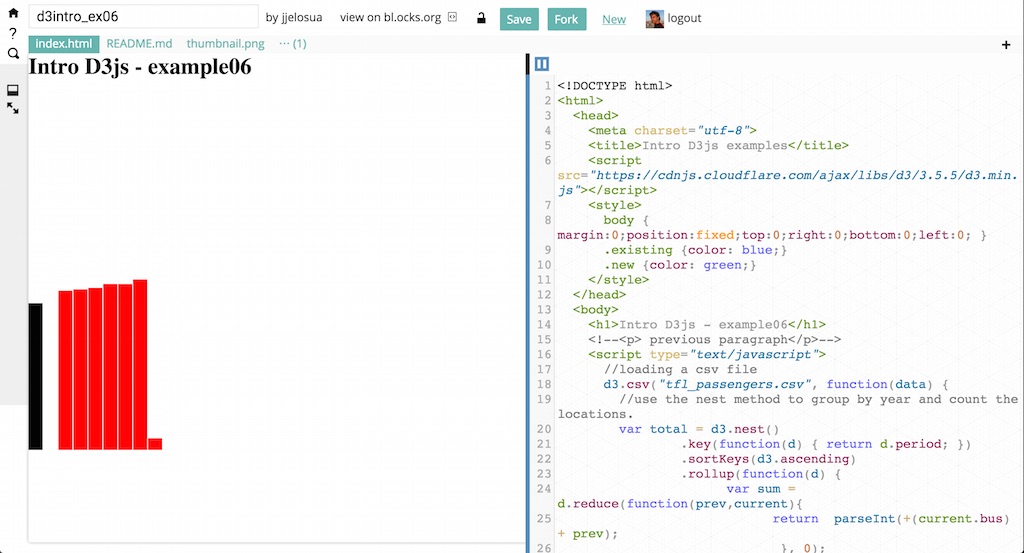 d3intro_ex06 by jjelosua view on bl.ocks.org Save Fork New logout
index.html README.md thumbnail.png ··· (1) +
?
Intro D3js - example06
1 <!DOCTYPE html>
2 <html>
3 <head>
4 <meta charset="utf-8">
5 <title>Intro D3js examples</title>
6 <script
src="https://cdnjs.cloudflare.com/ajax/libs/d3/3.5.5/d3.min.
js"></script>
7 <style>
8 body {
margin:0;position:fixed;top:0;right:0;bottom:0;left:0; }
9 .existing {color: blue;}
10 .new {color: green;}
11 </style>
12 </head>
13 <body>
14 <h1>Intro D3js - example06</h1>
15 <!--<p> previous paragraph</p>-->
16 <script type="text/javascript">
17 //loading a csv file
18 d3.csv("tfl_passengers.csv", function(data) {
19 //use the nest method to group by year and count the
locations.
20 var total = d3.nest()
21 .key(function(d) { return d.period; })
22 .sortKeys(d3.ascending)
23 .rollup(function(d) {
24 var sum =
d.reduce(function(prev,current){
25 return parseInt(+(current.bus)
+ prev);
26 }, 0);